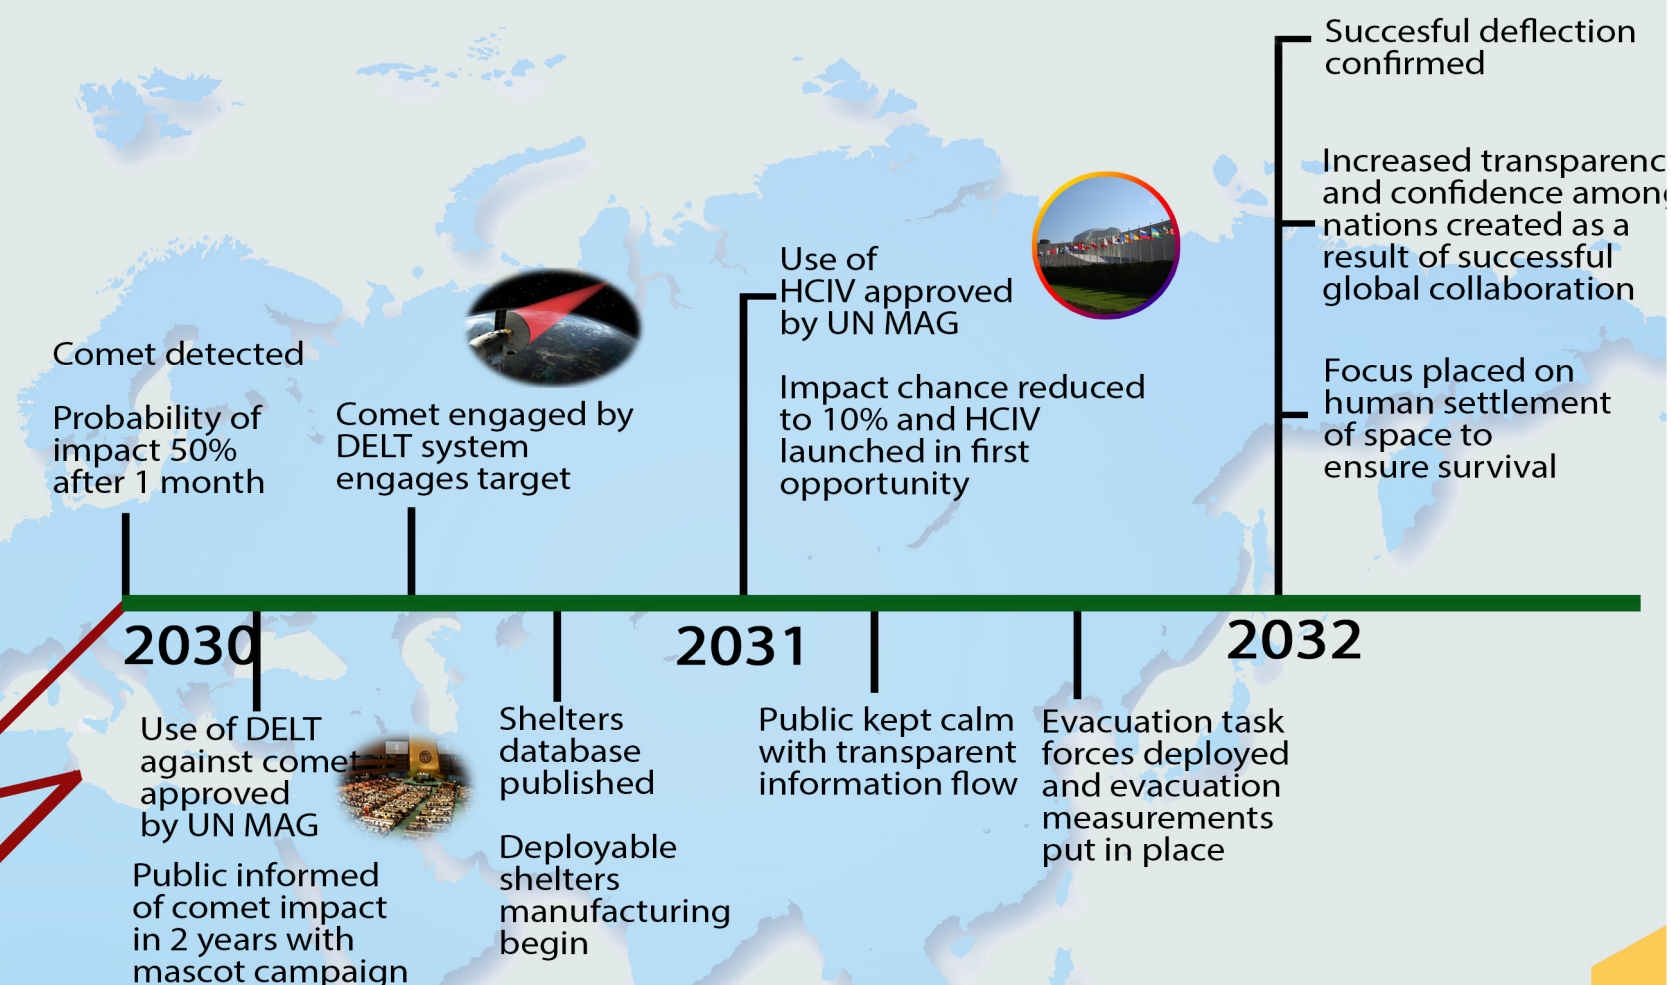 Comet detected
Probability of
impact 50%
after 1 month
Comet engaged by
DELT system
engages target
Use of
HCIV approved
by UN MAG
Impact chance reduced
to 10% and HCIV
launched in first
opportunity
Succesful deflection
confirmed
Increased transparenc
and confidence among
nations created as a
result of successful
global collaboration
Focus placed on
human settlement
of space to
ensure survival
2030
2031
2032
Use of DELT
against comet
approved
by UN MAG
Public informed
of comet impact
in 2 years with
mascot campaign
Shelters
database
published
Deployable
shelters
manufacturing
begin
Public kept calm
with transparent
information flow
Evacuation task
forces deployed
and evacuation
measurements
put in place